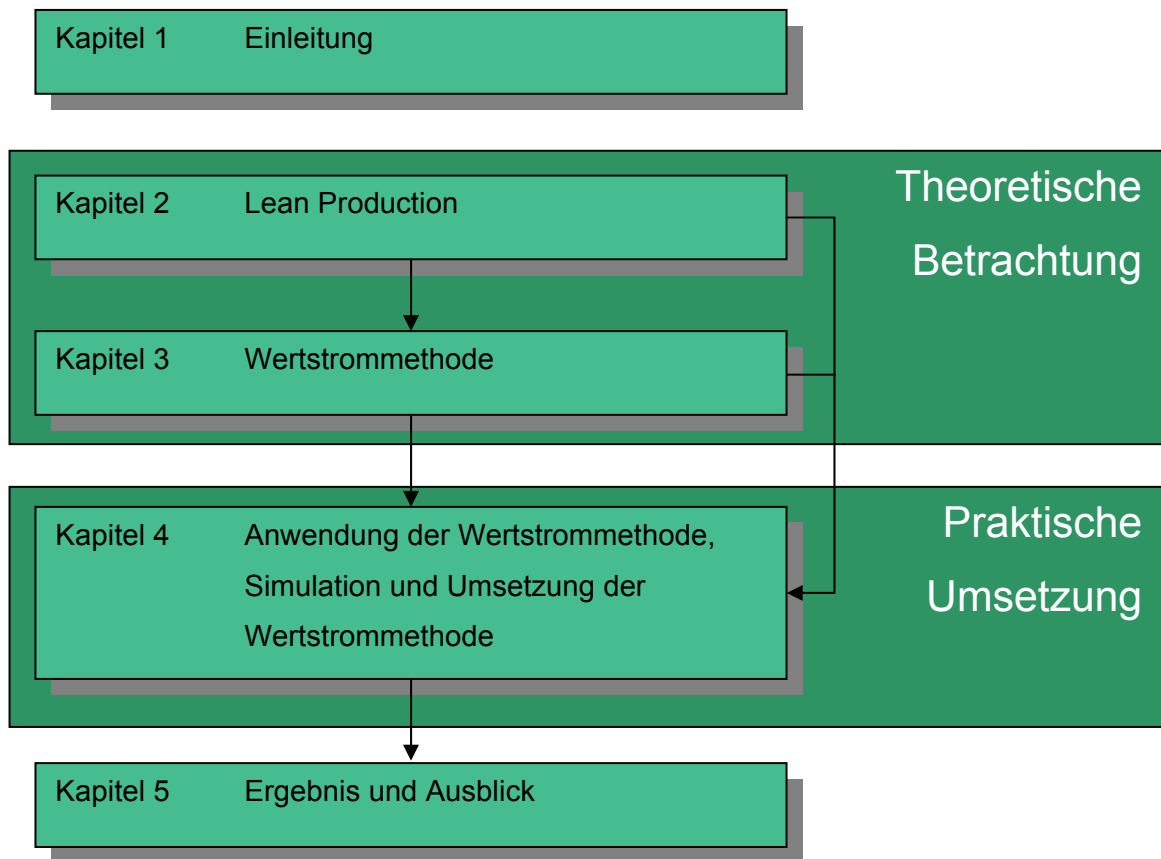 Kapitel 1 Einleitung
Theoretische
Betrachtung
Kapitel 2 Lean Production
Kapitel 3 Wertstrommethode
Praktische
Umsetzung
Kapitel 4 Anwendung der Wertstrommethode,
Simulation und Umsetzung der
Wertstrommethode
Kapitel 5 Ergebnis und Ausblick